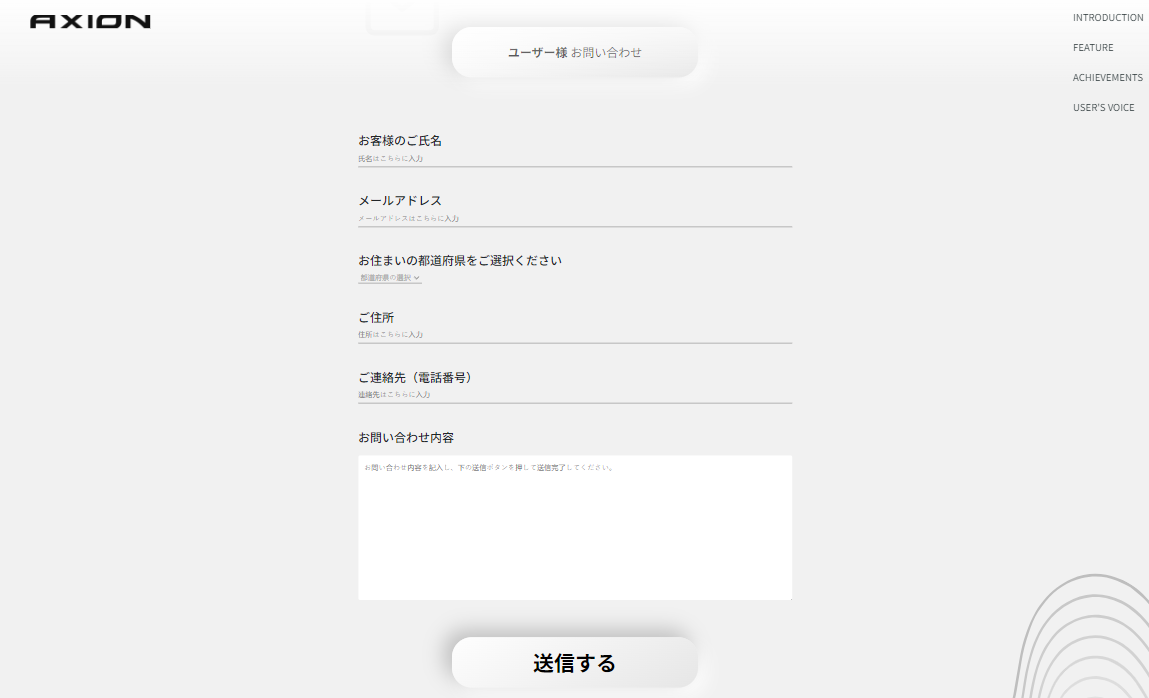 AXION
INTRODUCTION
FEATURE
ACHIEVEMENTS
USER'S VOICE
ユーザー様 お問い合わせ
お客様のご氏名
氏名はこちらに入力
メールアドレス
メールアドレスはこちらに入力
お住まいの都道府県をご選択ください
都道府県の選択
ご住所
住所はこちらに入力
ご連絡先（電話番号）
連絡先はこちらに入力
お問い合わせ内容
お問い合わせ内容を記入し、下の送信ボタンを押して送信完了してください。
送信する